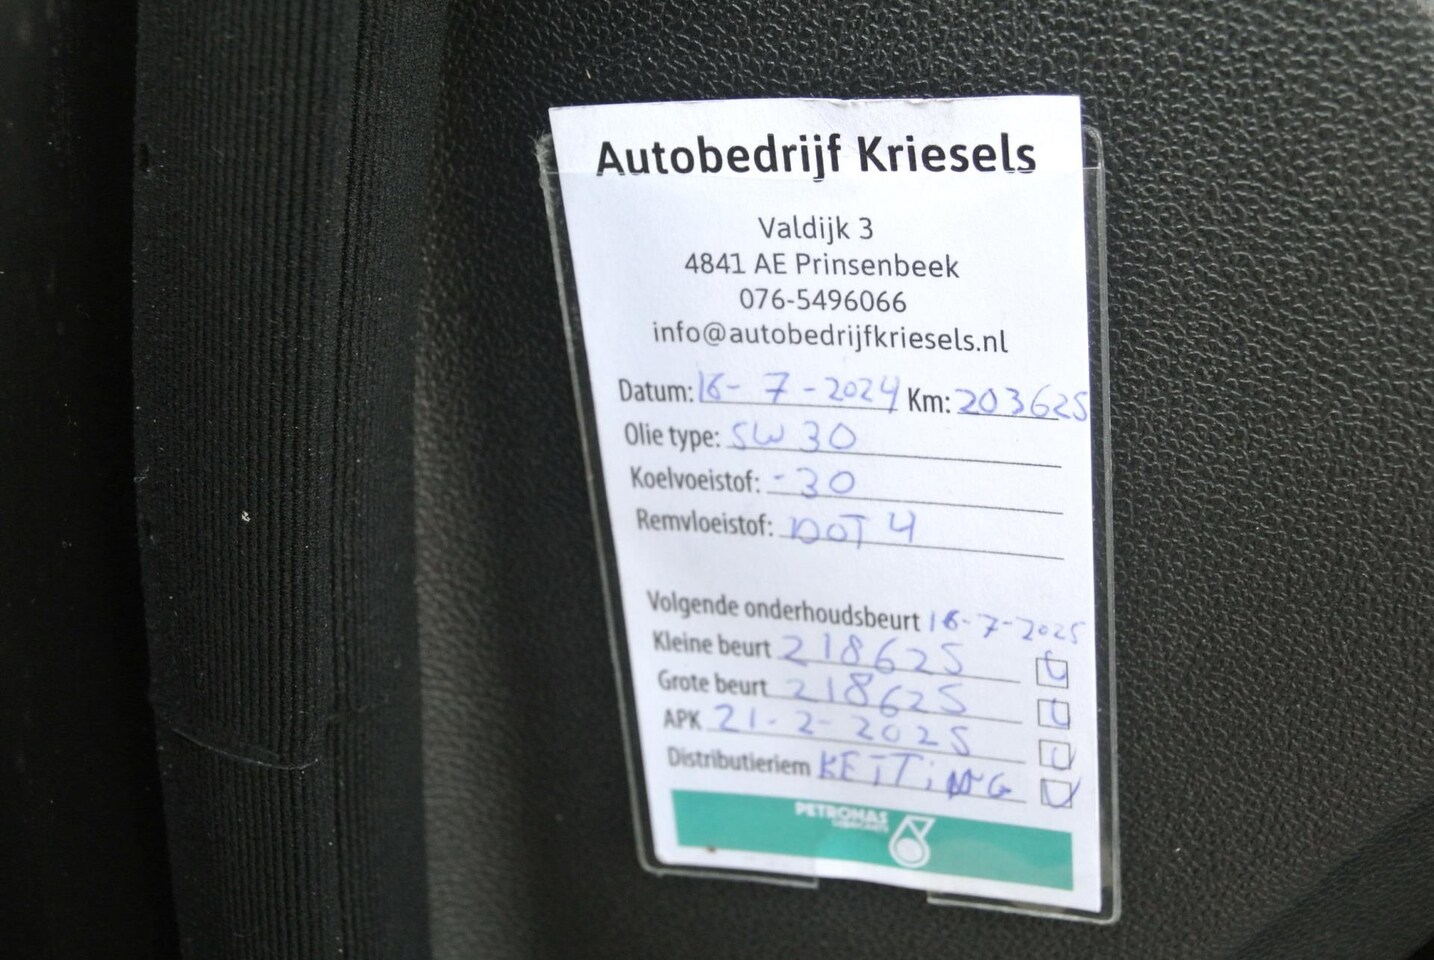 Autobedrijf Kriesels
Valdijk 3
4841 AE Prinsenbeek
076-5496066
info@autobedrijfkriesels.nl
Datum: 16-7-2024 Km: 203625
Olie type: 5W30
Koelvoeistof: -30
Remvloeistof: DOT 4
Volgende onderhoudsbeurt 16-7-2025
Kleine beurt 218625
Grote beurt 218625
APK 21-2-2025
Distributieriem KETTING
PETRONAS
LUBRICANTS